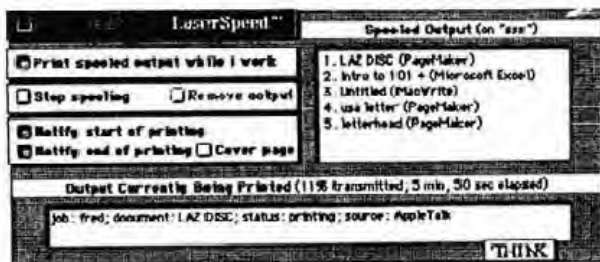 LaserSpeed™
Print spooled output while I work
Stop spooling
Remove output
Notify start of printing
Notify end of printing
Cover page
Spooled Output (on "sss")
1. LAZ DISC (PageMaker)
2. Intro to 101 + (Microsoft Excel)
3. Untitled (MacWrite)
4. usa letter (PageMaker)
5. letterhead (PageMaker)
Output Currently Being Printed (11% transmitted, 5 min, 50 sec elapsed)
job: fred; document: LAZ DISC; status: printing; source: AppleTalk
THINK